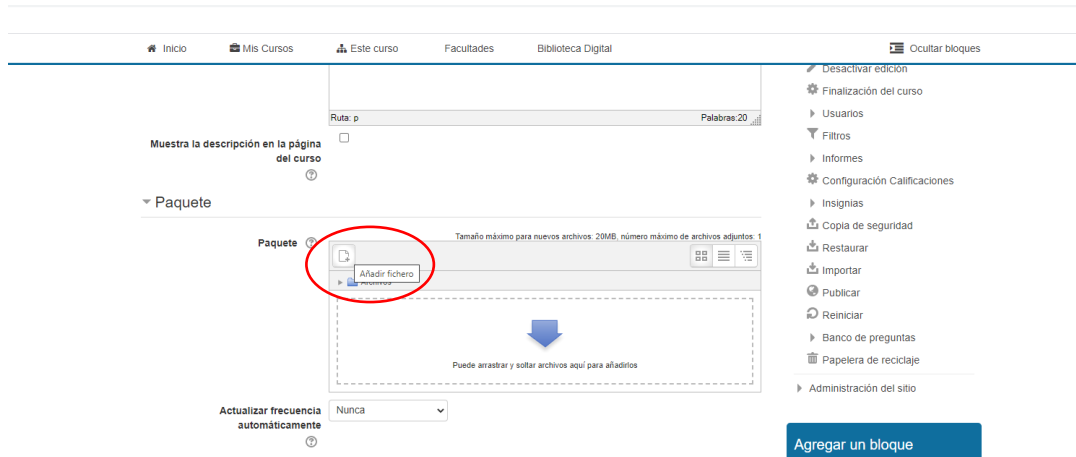 Inicio Mis Cursos Este curso Facultades Biblioteca Digital Ocultar bloques
Ruta: p Palabras:20
Muestra la descripción en la página
del curso
Paquete
Paquete
Tamaño máximo para nuevos archivos: 20MB, número máximo de archivos adjuntos: 1
Añadir fichero
Archivos
Puede arrastrar y soltar archivos aquí para añadirlos
Actualizar frecuencia
automáticamente
Nunca
Desactivar edición
Finalización del curso
Usuarios
Filtros
Informes
Configuración Calificaciones
Insignias
Copia de seguridad
Restaurar
Importar
Publicar
Reiniciar
Banco de preguntas
Papelera de reciclaje
Administración del sitio
Agregar un bloque